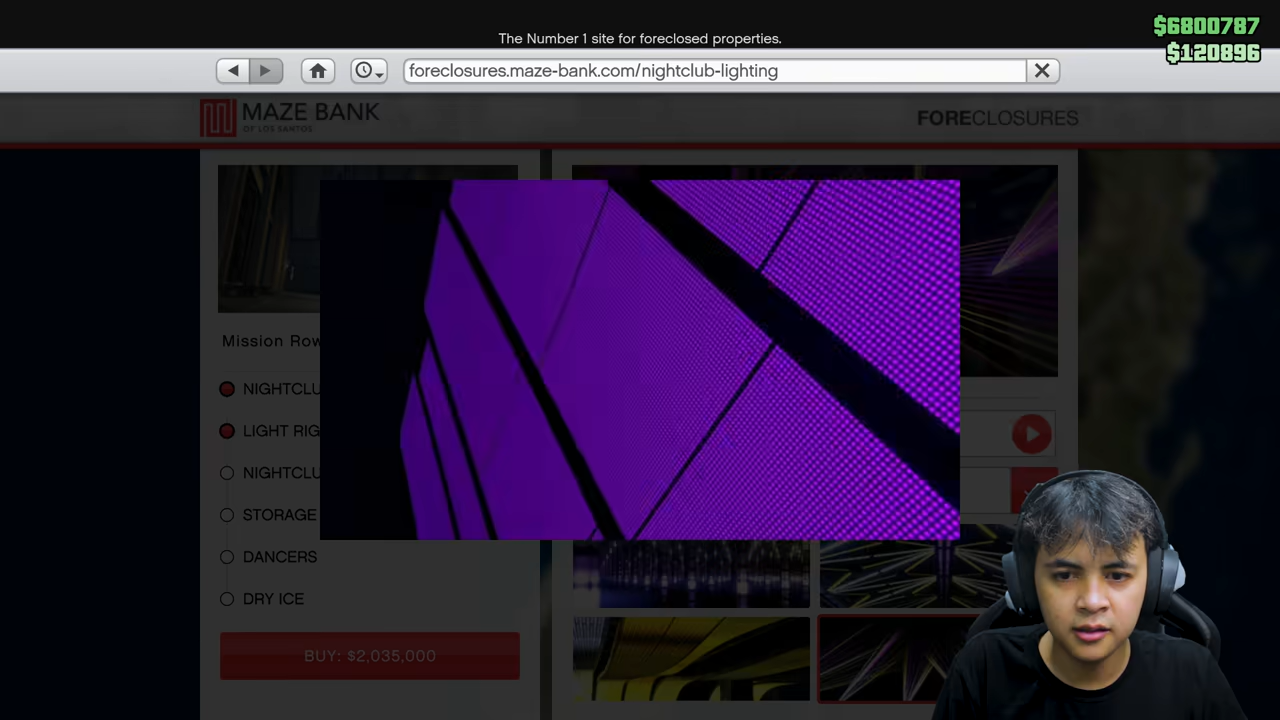 The Number 1 site for foreclosed properties.
$6800787
$120896
foreclosures.maze-bank.com/nightclub-lighting
MAZE BANK
OF LOS SANTOS
FORECLOSURES
Mission Row
NIGHTCLU
LIGHT RIG
NIGHTCLU
STORAGE
DANCERS
DRY ICE
BUY: $2,035,000